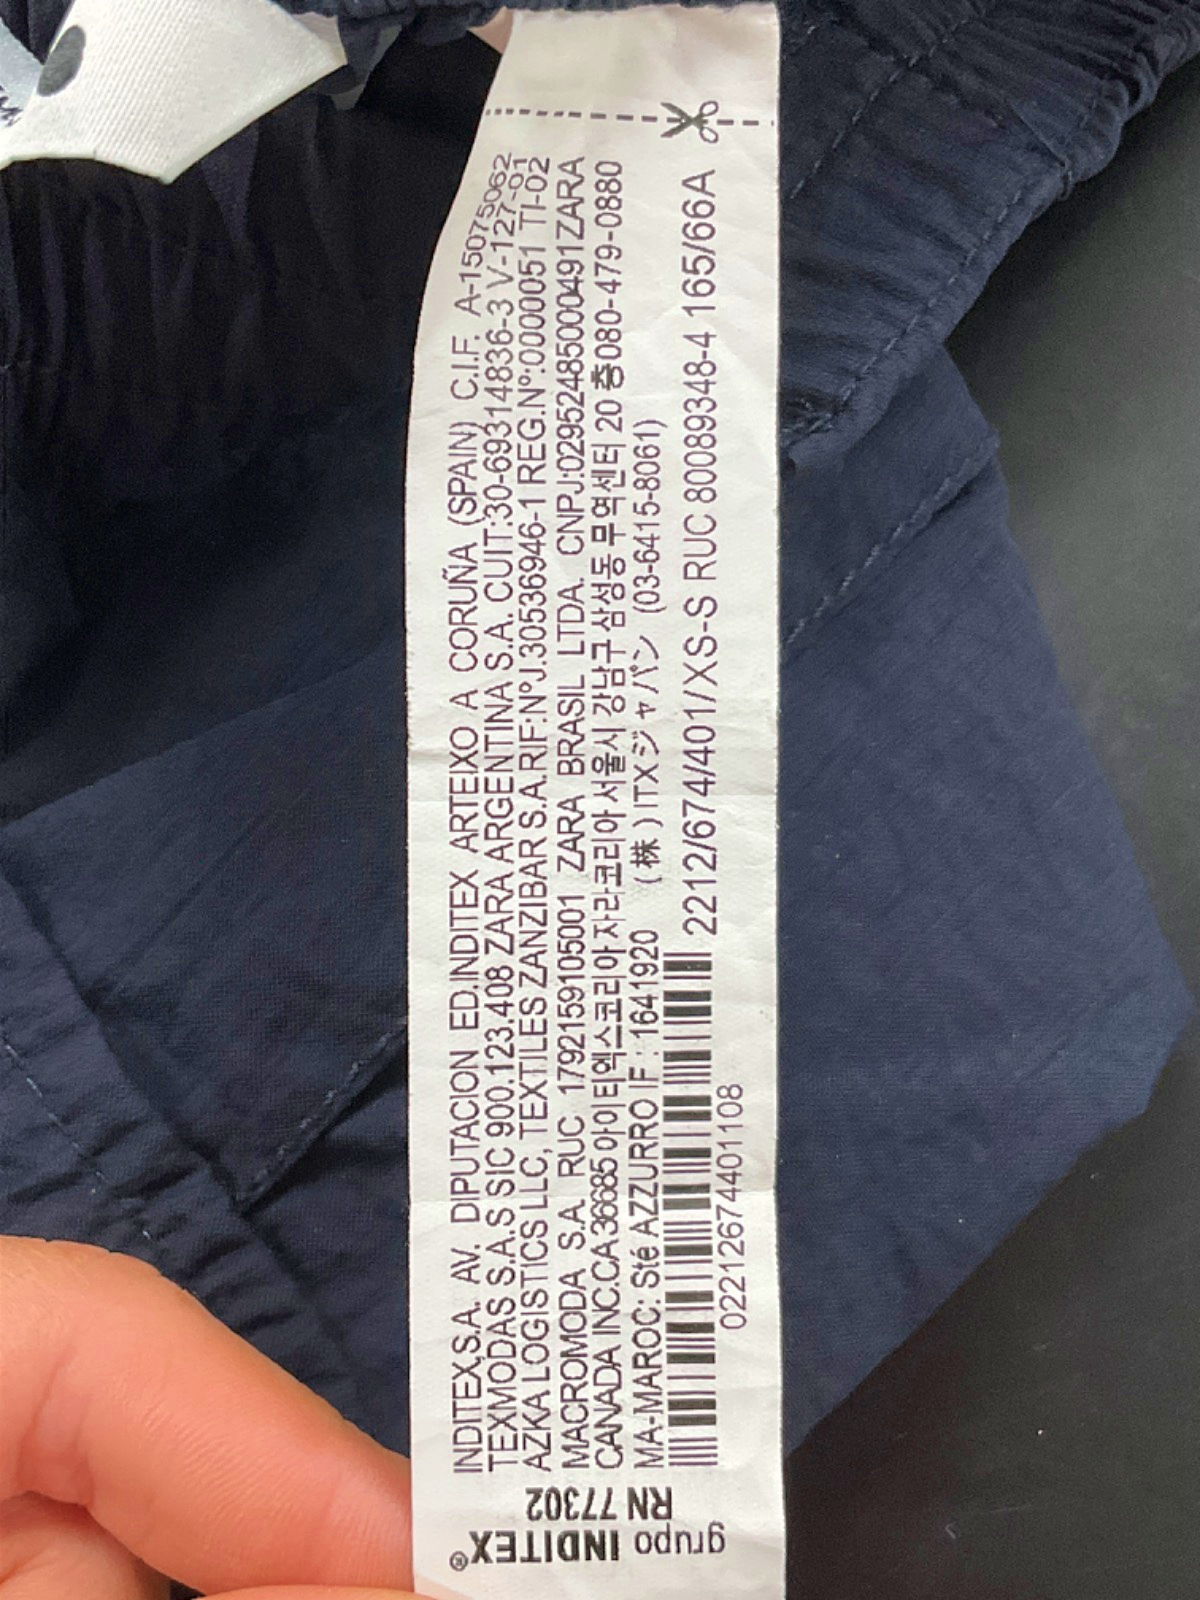 INDITEX,S.A. AV. DIPUTACION ED.INDITEX ARTEIXO A CORUÑA (SPAIN) C.I.F. A-15075062
TEXMODAS S.A.S SIC 900.123.408 ZARA ARGENTINA S.A. CUIT:30-69314836-3 V-127-01
AZKA LOGISTICS LLC, TEXTILES ZANZIBAR S.A.RIF:NºJ.30536946-1 REG.Nº:0000051 TI-02
MACROMODA S.A. RUC 1792159105001 ZARA BRASIL LTDA. CNPJ:02952485000491ZARA
CANADA INC.CA 36685 아이티엑스코리아 자라코리아 서울시 강남구 삼성동 무역센터 20 층080-479-0880
MA-MAROC: Sté AZZURRO IF : 1641920 (株) ITXジャパン (03-6415-8061)
2212/674/401/XS-S RUC 80089348-4 165/66A
02212674401108
RN 77302
grupo INDITEX®